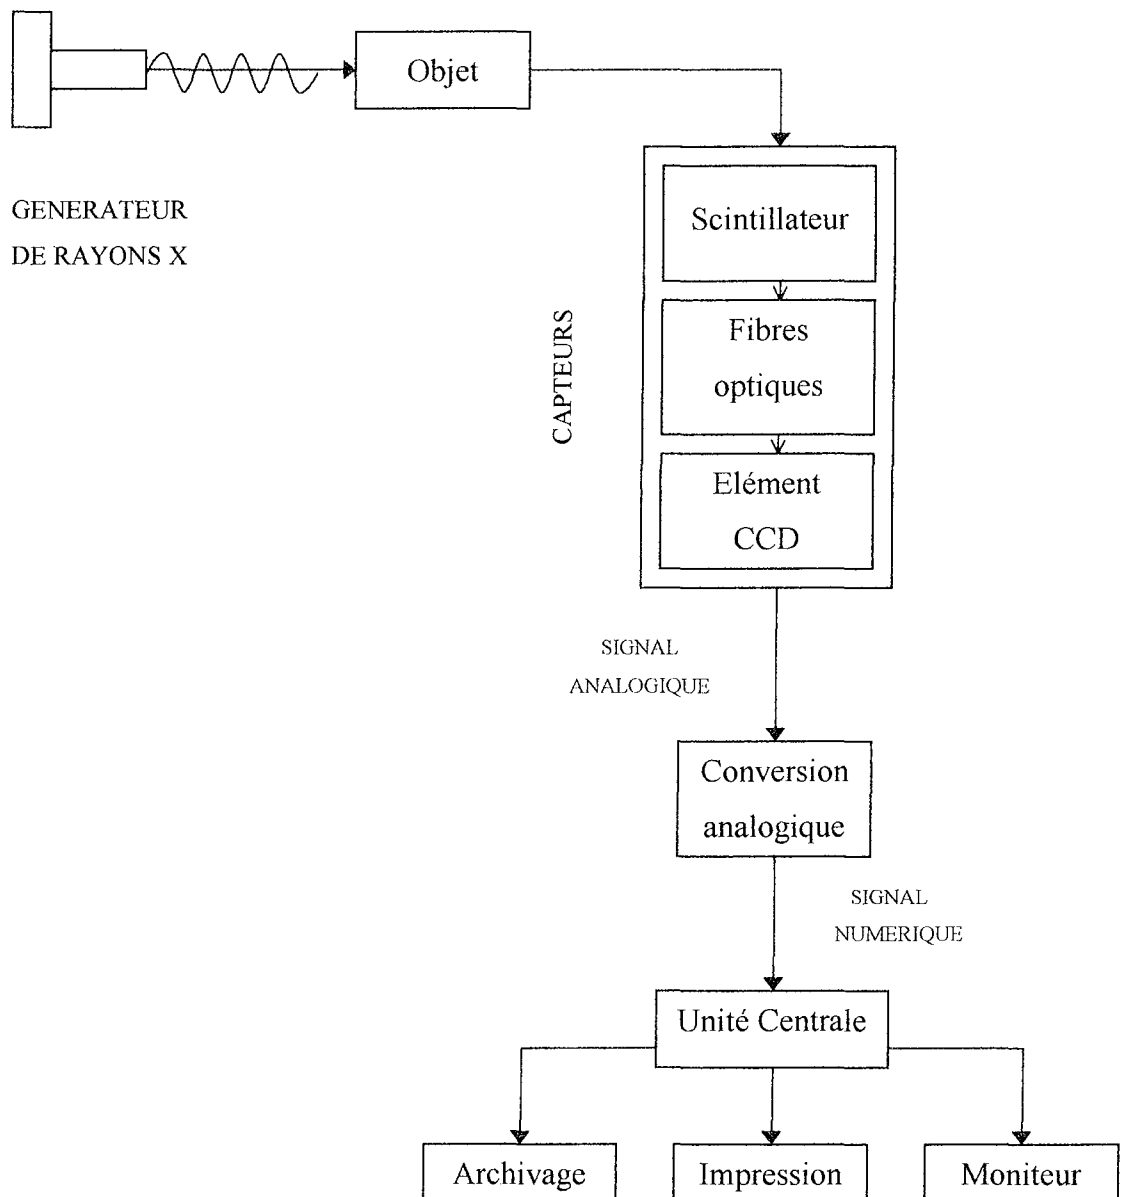 Objet
GENERATEUR
DE RAYONS X
Scintillateur
Fibres
optiques
CAPTEURS
Elément
CCD
SIGNAL
ANALOGIQUE
Conversion
analogique
SIGNAL
NUMERIQUE
Unité Centrale
Archivage
Impression
Moniteur